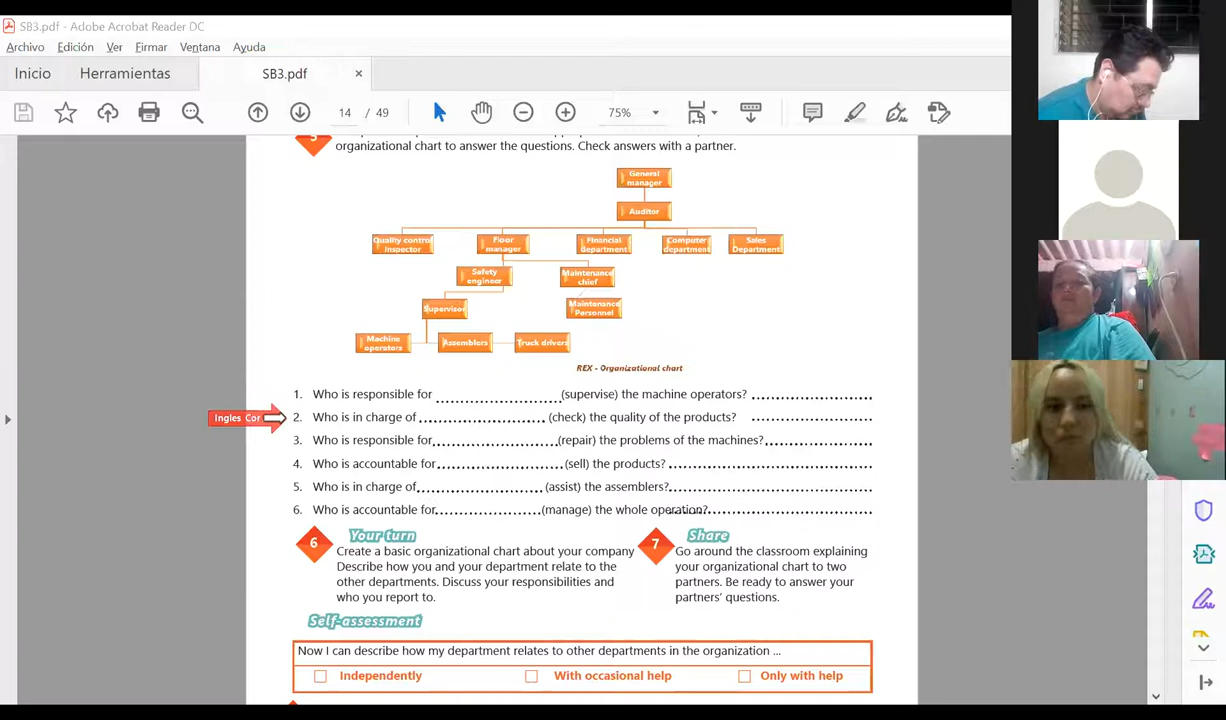 SB3.pdf - Adobe Acrobat Reader DC
Archivo Edición Ver Firmar Ventana Ayuda
Inicio Herramientas SB3.pdf ×
14 / 49 75%
organizational chart to answer the questions. Check answers with a partner.
General manager
Auditor
Quality control Inspector
Floor manager
Financial department
Computer department
Sales Department
Safety engineer
Maintenance chief
Supervisor
Maintenance Personnel
Machine operators
Assemblers
Truck drivers
REX - Organizational chart
1. Who is responsible for ........................ (supervise) the machine operators? ........................
Ingles Cor
2. Who is in charge of ........................ (check) the quality of the products? ........................
3. Who is responsible for........................(repair) the problems of the machines?........................
4. Who is accountable for........................ (sell) the products? ........................
5. Who is in charge of........................ (assist) the assemblers?........................
6. Who is accountable for........................(manage) the whole operation?........................
6 Your turn
Create a basic organizational chart about your company
Describe how you and your department relate to the
other departments. Discuss your responsibilities and
who you report to.
7 Share
Go around the classroom explaining
your organizational chart to two
partners. Be ready to answer your
partners' questions.
Self-assessment
Now I can describe how my department relates to other departments in the organization ...
Independently With occasional help Only with help